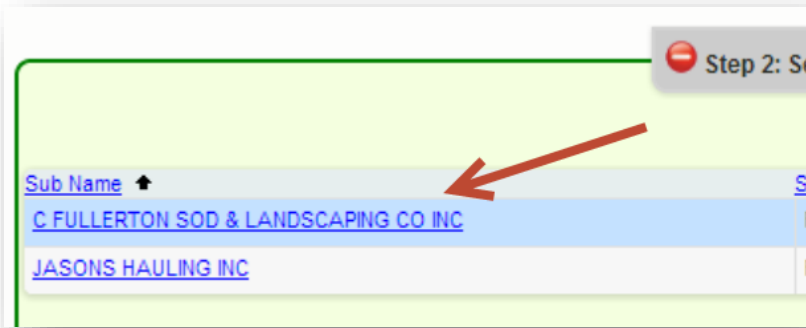 Step 2:
Sub Name
C FULLERTON SOD & LANDSCAPING CO INC
JASONS HAULING INC